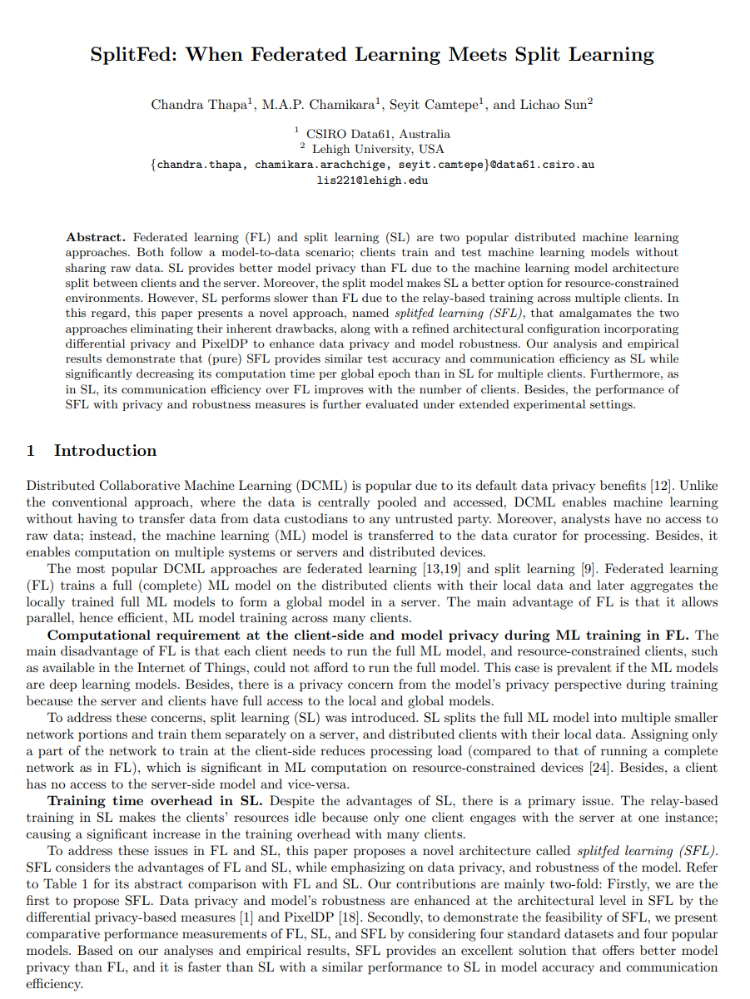 SplitFed: When Federated Learning Meets Split Learning
Chandra Thapa1, M.A.P. Chamikara1, Seyit Camtepe1, and Lichao Sun2
1 CSIRO Data61, Australia
2 Lehigh University, USA
{chandra.thapa, chamikara.arachchige, seyit.camtepe}@data61.csiro.au
lis221@lehigh.edu
Abstract. Federated learning (FL) and split learning (SL) are two popular distributed machine learning
approaches. Both follow a model-to-data scenario; clients train and test machine learning models without
sharing raw data. SL provides better model privacy than FL due to the machine learning model architecture
split between clients and the server. Moreover, the split model makes SL a better option for resource-constrained
environments. However, SL performs slower than FL due to the relay-based training across multiple clients. In
this regard, this paper presents a novel approach, named splitfed learning (SFL), that amalgamates the two
approaches eliminating their inherent drawbacks, along with a refined architectural configuration incorporating
differential privacy and PixelDP to enhance data privacy and model robustness. Our analysis and empirical
results demonstrate that (pure) SFL provides similar test accuracy and communication efficiency as SL while
significantly decreasing its computation time per global epoch than in SL for multiple clients. Furthermore, as
in SL, its communication efficiency over FL improves with the number of clients. Besides, the performance of
SFL with privacy and robustness measures is further evaluated under extended experimental settings.
1 Introduction
Distributed Collaborative Machine Learning (DCML) is popular due to its default data privacy benefits [12]. Unlike
the conventional approach, where the data is centrally pooled and accessed, DCML enables machine learning
without having to transfer data from data custodians to any untrusted party. Moreover, analysts have no access to
raw data; instead, the machine learning (ML) model is transferred to the data curator for processing. Besides, it
enables computation on multiple systems or servers and distributed devices.
The most popular DCML approaches are federated learning [13,19] and split learning [9]. Federated learning
(FL) trains a full (complete) ML model on the distributed clients with their local data and later aggregates the
locally trained full ML models to form a global model in a server. The main advantage of FL is that it allows
parallel, hence efficient, ML model training across many clients.
Computational requirement at the client-side and model privacy during ML training in FL. The
main disadvantage of FL is that each client needs to run the full ML model, and resource-constrained clients, such
as available in the Internet of Things, could not afford to run the full model. This case is prevalent if the ML models
are deep learning models. Besides, there is a privacy concern from the model's privacy perspective during training
because the server and clients have full access to the local and global models.
To address these concerns, split learning (SL) was introduced. SL splits the full ML model into multiple smaller
network portions and train them separately on a server, and distributed clients with their local data. Assigning only
a part of the network to train at the client-side reduces processing load (compared to that of running a complete
network as in FL), which is significant in ML computation on resource-constrained devices [24]. Besides, a client
has no access to the server-side model and vice-versa.
Training time overhead in SL. Despite the advantages of SL, there is a primary issue. The relay-based
training in SL makes the clients' resources idle because only one client engages with the server at one instance;
causing a significant increase in the training overhead with many clients.
To address these issues in FL and SL, this paper proposes a novel architecture called splitfed learning (SFL).
SFL considers the advantages of FL and SL, while emphasizing on data privacy, and robustness of the model. Refer
to Table 1 for its abstract comparison with FL and SL. Our contributions are mainly two-fold: Firstly, we are the
first to propose SFL. Data privacy and model's robustness are enhanced at the architectural level in SFL by the
differential privacy-based measures [1] and PixelDP [18]. Secondly, to demonstrate the feasibility of SFL, we present
comparative performance measurements of FL, SL, and SFL by considering four standard datasets and four popular
models. Based on our analyses and empirical results, SFL provides an excellent solution that offers better model
privacy than FL, and it is faster than SL with a similar performance to SL in model accuracy and communication
efficiency.